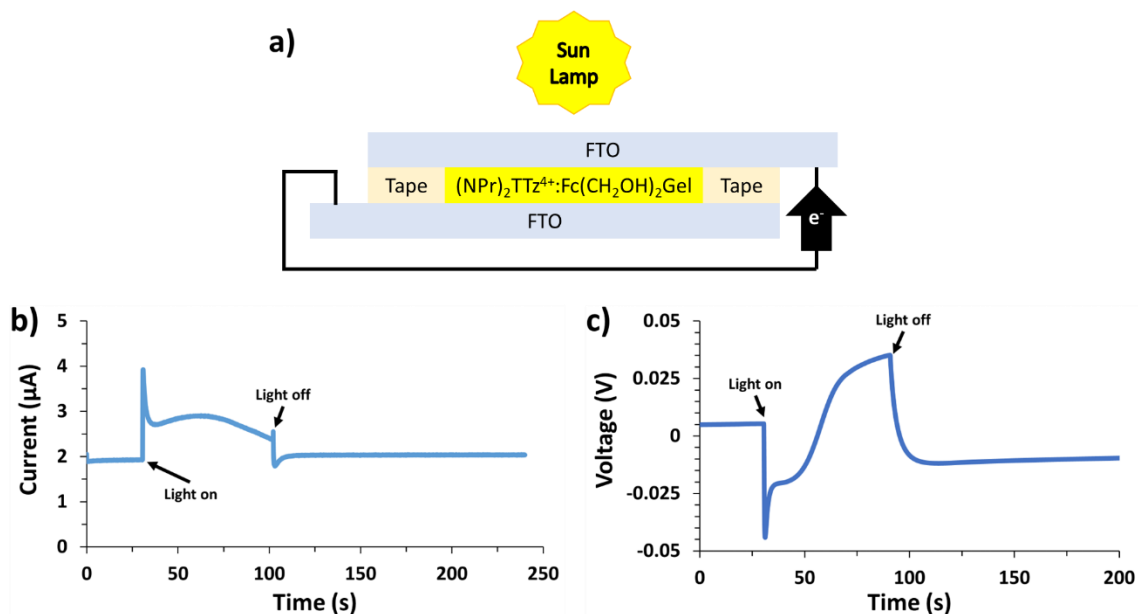 a)
Sun
Lamp
FTO
Tape (NPr)₂TTz⁴⁺:Fc(CH₂OH)₂Gel Tape
FTO
e⁻
b)
5
4
3
2
1
0
Current (µA)
Light on
Light off
0 50 100 150 200 250
Time (s)
c)
0.05
0.025
0
-0.025
-0.05
Voltage (V)
Light on
Light off
0 50 100 150 200
Time (s)